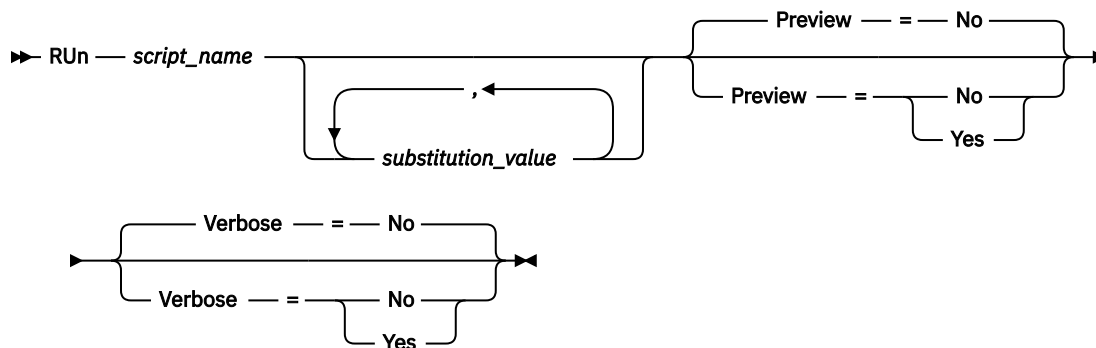 Preview = No
RUn script_name
,
Preview = No
Yes
substitution_value
Verbose = No
Verbose = No
Yes